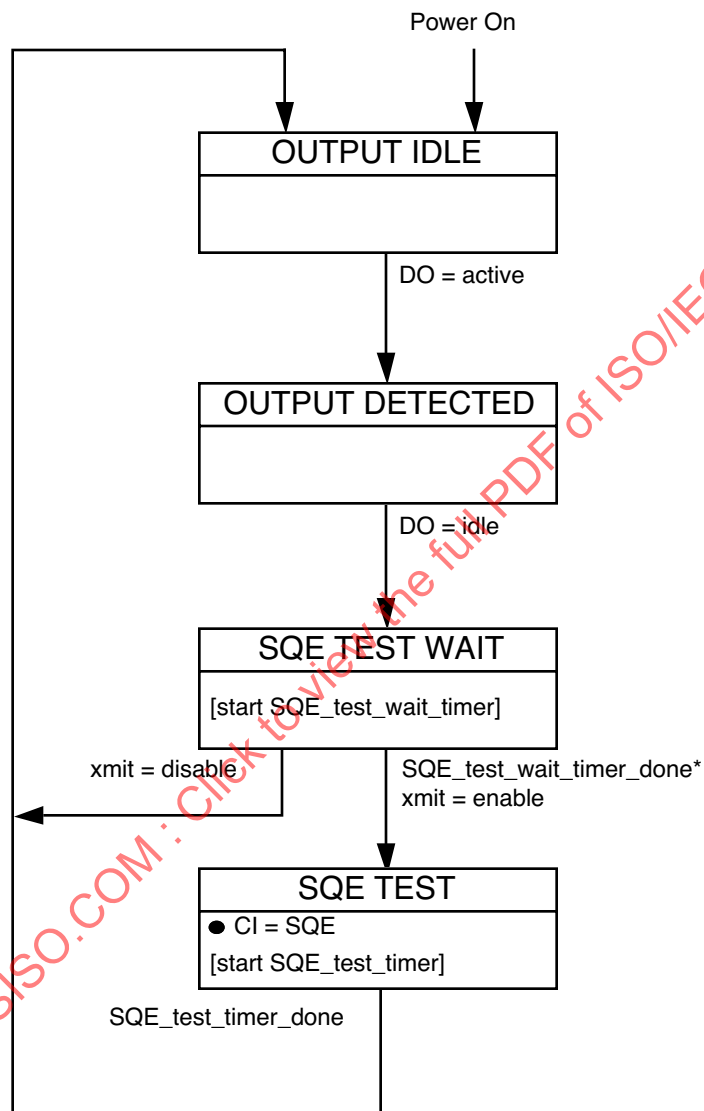 Power On
OUTPUT IDLE
DO = active
OUTPUT DETECTED
DO = idle
SQE TEST WAIT
[start SQE_test_wait_timer]
xmit = disable
SQE_test_wait_timer_done*
xmit = enable
SQE TEST
● CI = SQE
[start SQE_test_timer]
SQE_test_timer_done
SISO.COM : Click to view the full PDF of ISO/IEC